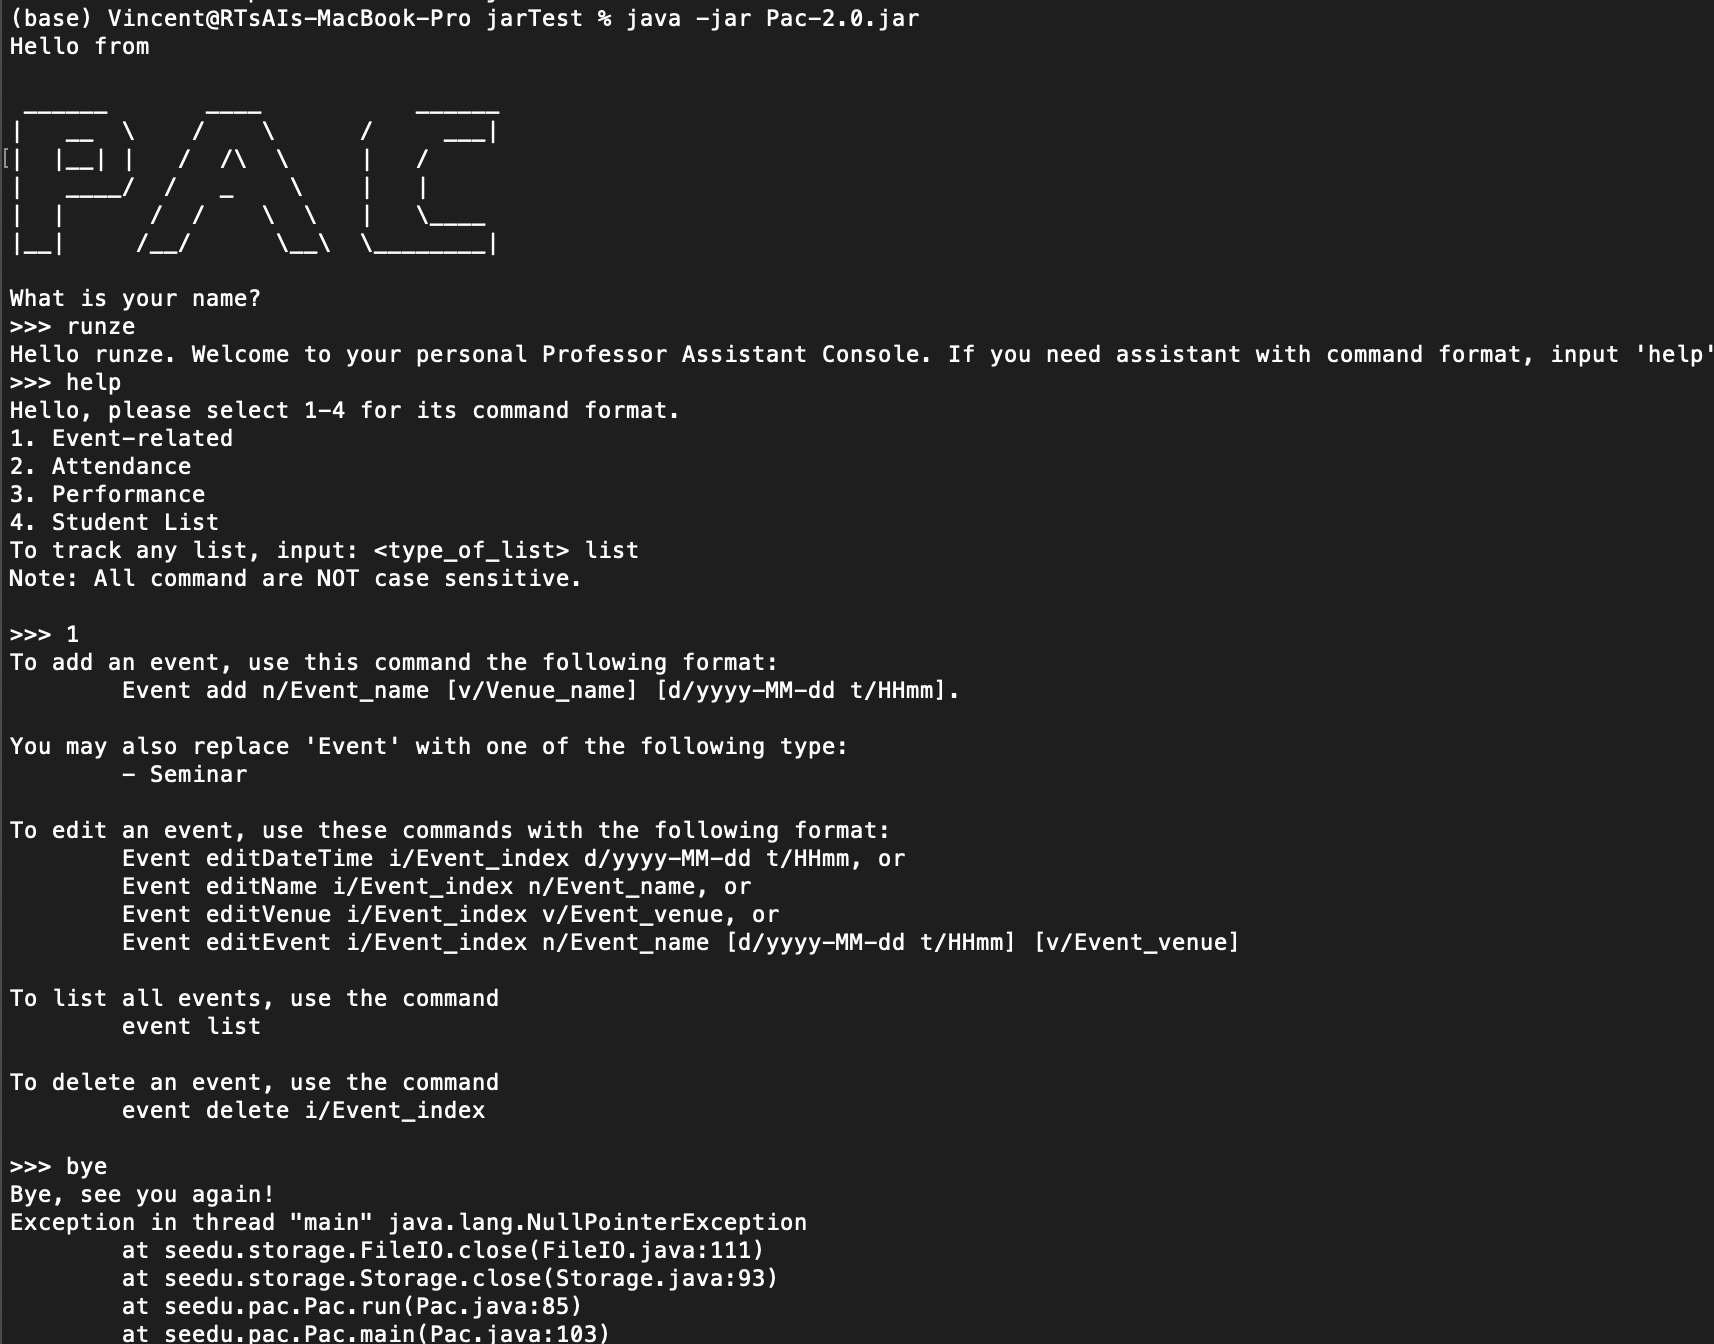 (base) Vincent@RTsAIs-MacBook-Pro jarTest % java -jar Pac-2.0.jar
Hello from

 ______       ____           ______
|   __  \    /    \      /     ___|
|  |__| |   /  /\  \     |   /
|   ____/  /   _    \    |   |
|  |      /  /    \  \   |   \____
|__|     /__/      \__\  \________|

What is your name?
>>> runze
Hello runze. Welcome to your personal Professor Assistant Console. If you need assistant with command format, input 'help'
>>> help
Hello, please select 1-4 for its command format.
1. Event-related
2. Attendance
3. Performance
4. Student List
To track any list, input: <type_of_list> list
Note: All command are NOT case sensitive.

>>> 1
To add an event, use this command the following format:
        Event add n/Event_name [v/Venue_name] [d/yyyy-MM-dd t/HHmm].

You may also replace 'Event' with one of the following type:
        - Seminar

To edit an event, use these commands with the following format:
        Event editDateTime i/Event_index d/yyyy-MM-dd t/HHmm, or
        Event editName i/Event_index n/Event_name, or
        Event editVenue i/Event_index v/Event_venue, or
        Event editEvent i/Event_index n/Event_name [d/yyyy-MM-dd t/HHmm] [v/Event_venue]

To list all events, use the command
        event list

To delete an event, use the command
        event delete i/Event_index

>>> bye
Bye, see you again!
Exception in thread "main" java.lang.NullPointerException
        at seedu.storage.FileIO.close(FileIO.java:111)
        at seedu.storage.Storage.close(Storage.java:93)
        at seedu.pac.Pac.run(Pac.java:85)
        at seedu.pac.Pac.main(Pac.java:103)